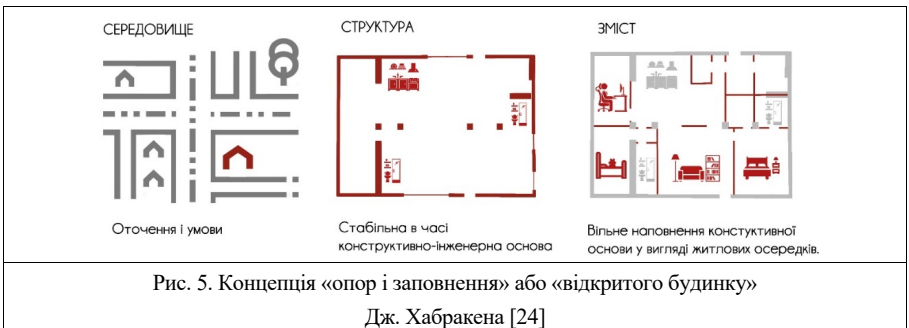 СЕРЕДОВИЩЕ
СТРУКТУРА
ЗМІСТ
Оточення і умови
Стабільна в часі
конструктивно-інженерна основа
Вільне наповнення констуктивної
основи у вигляді житлових осередків.
Рис. 5. Концепція «опор і заповнення» або «відкритого будинку»
Дж. Хабракена [24]